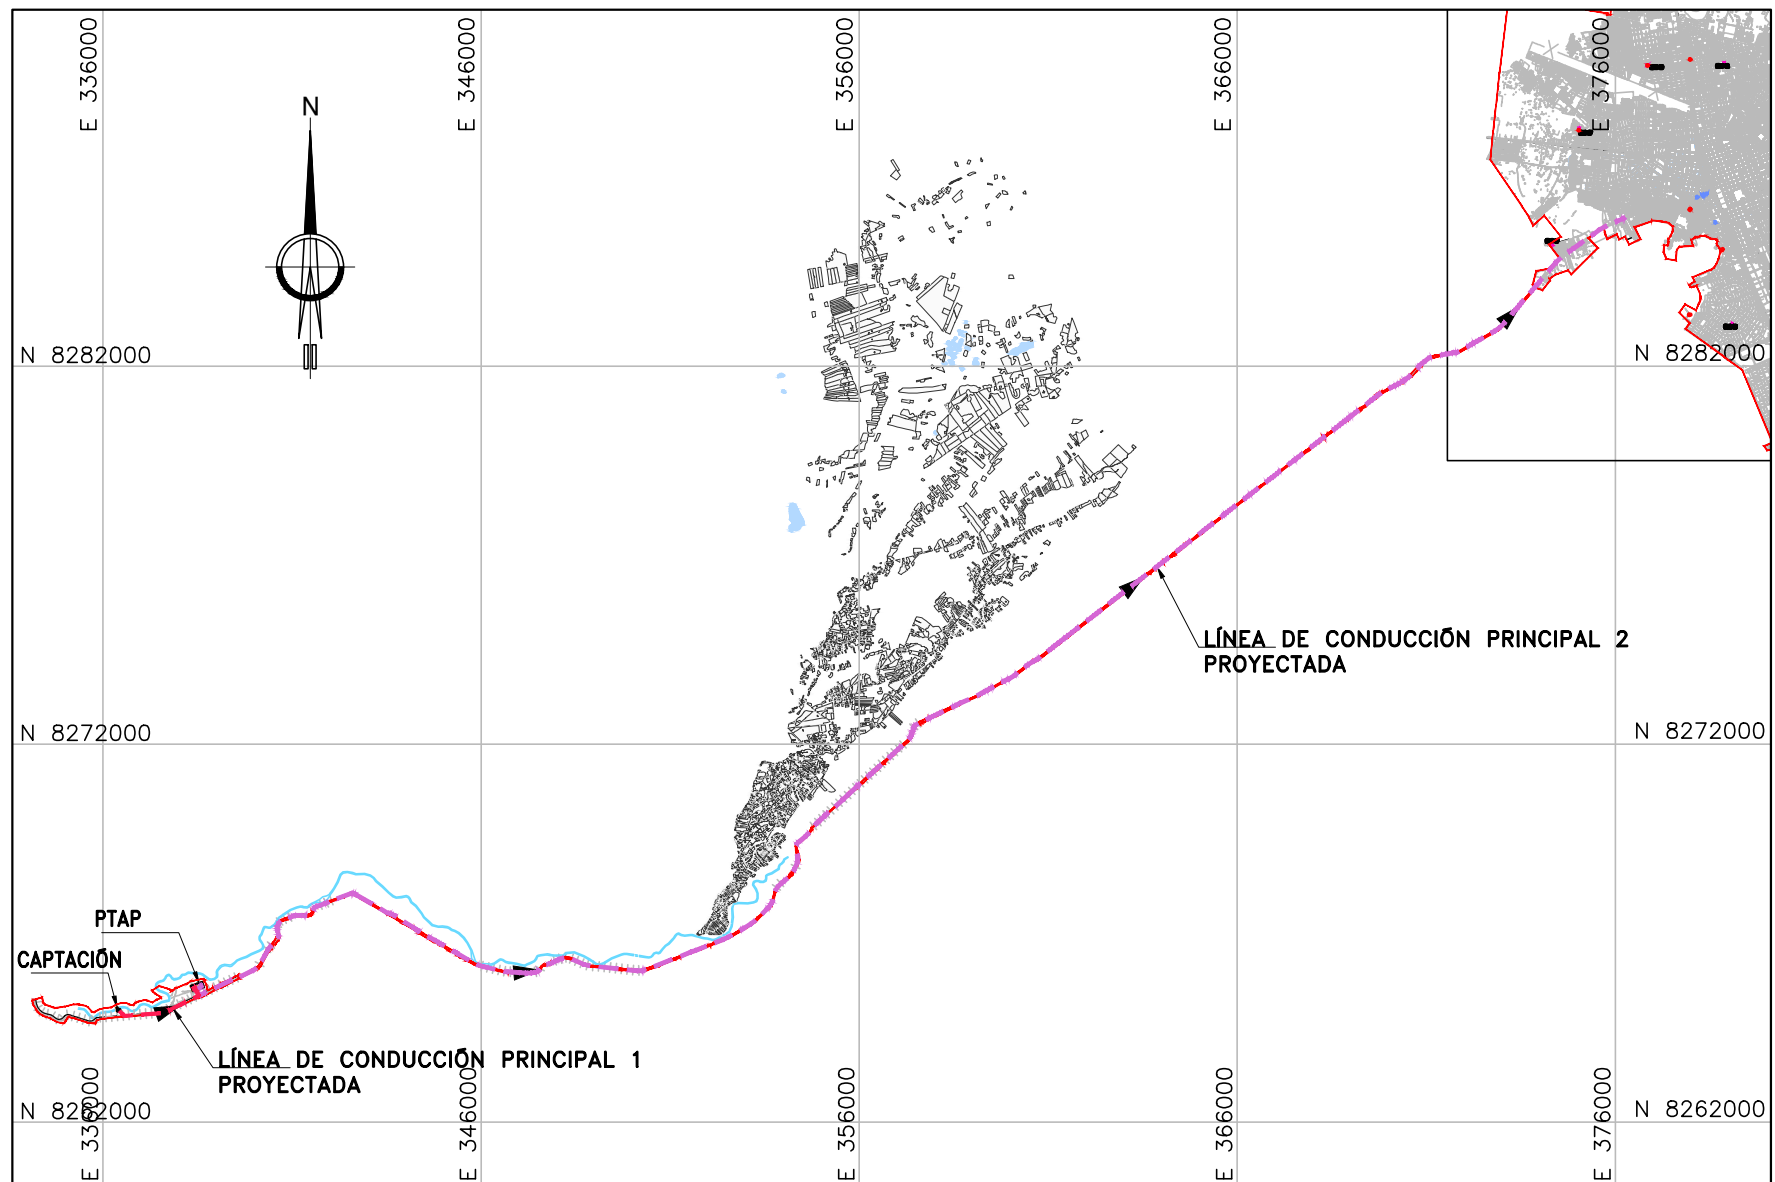 E 336000
E 346000
E 356000
E 366000
E 376000
N
N 8282000
N 8282000
LÍNEA DE CONDUCCIÓN PRINCIPAL 2
PROYECTADA
N 8272000
N 8272000
PTAP
CAPTACIÓN
LÍNEA DE CONDUCCIÓN PRINCIPAL 1
PROYECTADA
N 8262000
N 8262000
E 336000
E 346000
E 356000
E 366000
E 376000